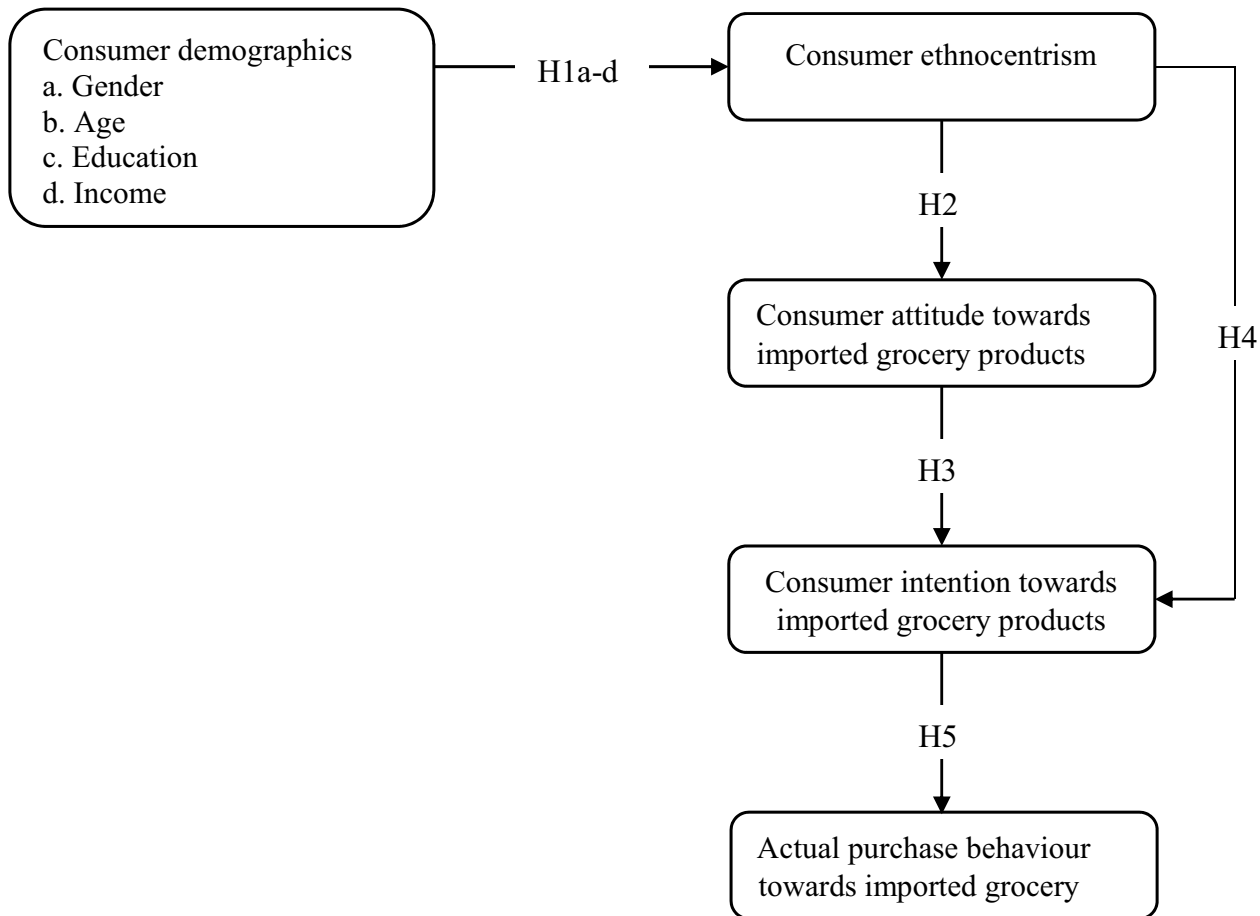 Consumer demographics
a. Gender
b. Age
c. Education
d. Income
H1a-d
Consumer ethnocentrism
H2
Consumer attitude towards
imported grocery products
H4
H3
Consumer intention towards
imported grocery products
H5
Actual purchase behaviour
towards imported grocery